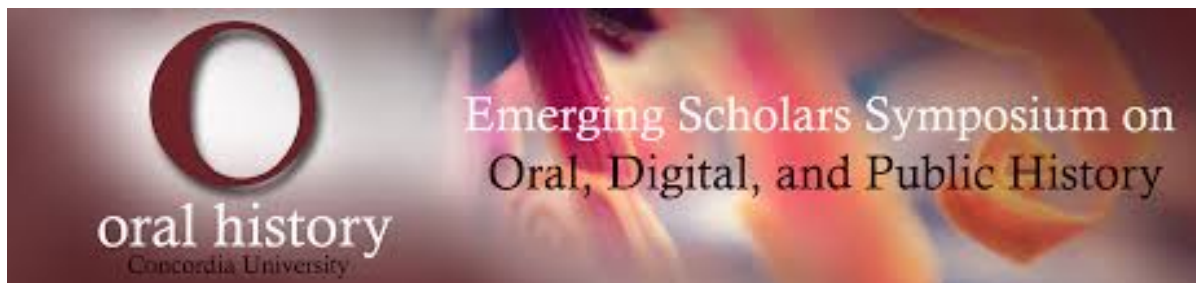 O
oral history
Concordia University
Emerging Scholars Symposium on
Oral, Digital, and Public History